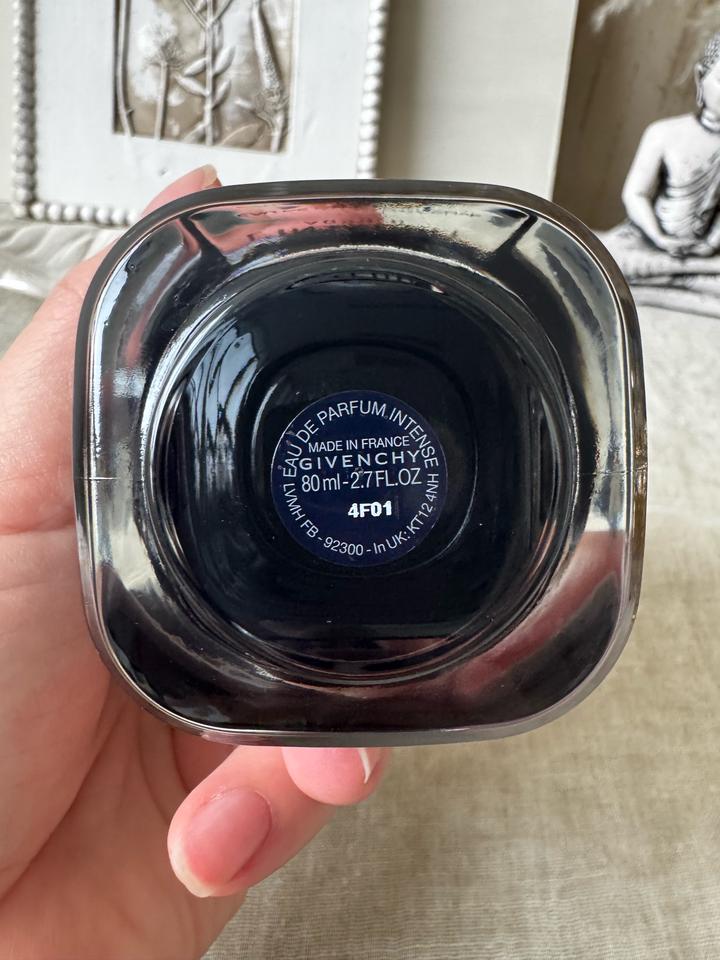 EAU DE PARFUM INTENSE
MADE IN FRANCE
GIVENCHY
80 ml - 2.7 FL.OZ
4F01
LVMH FB - 92300 - In UK: KT12 4NH